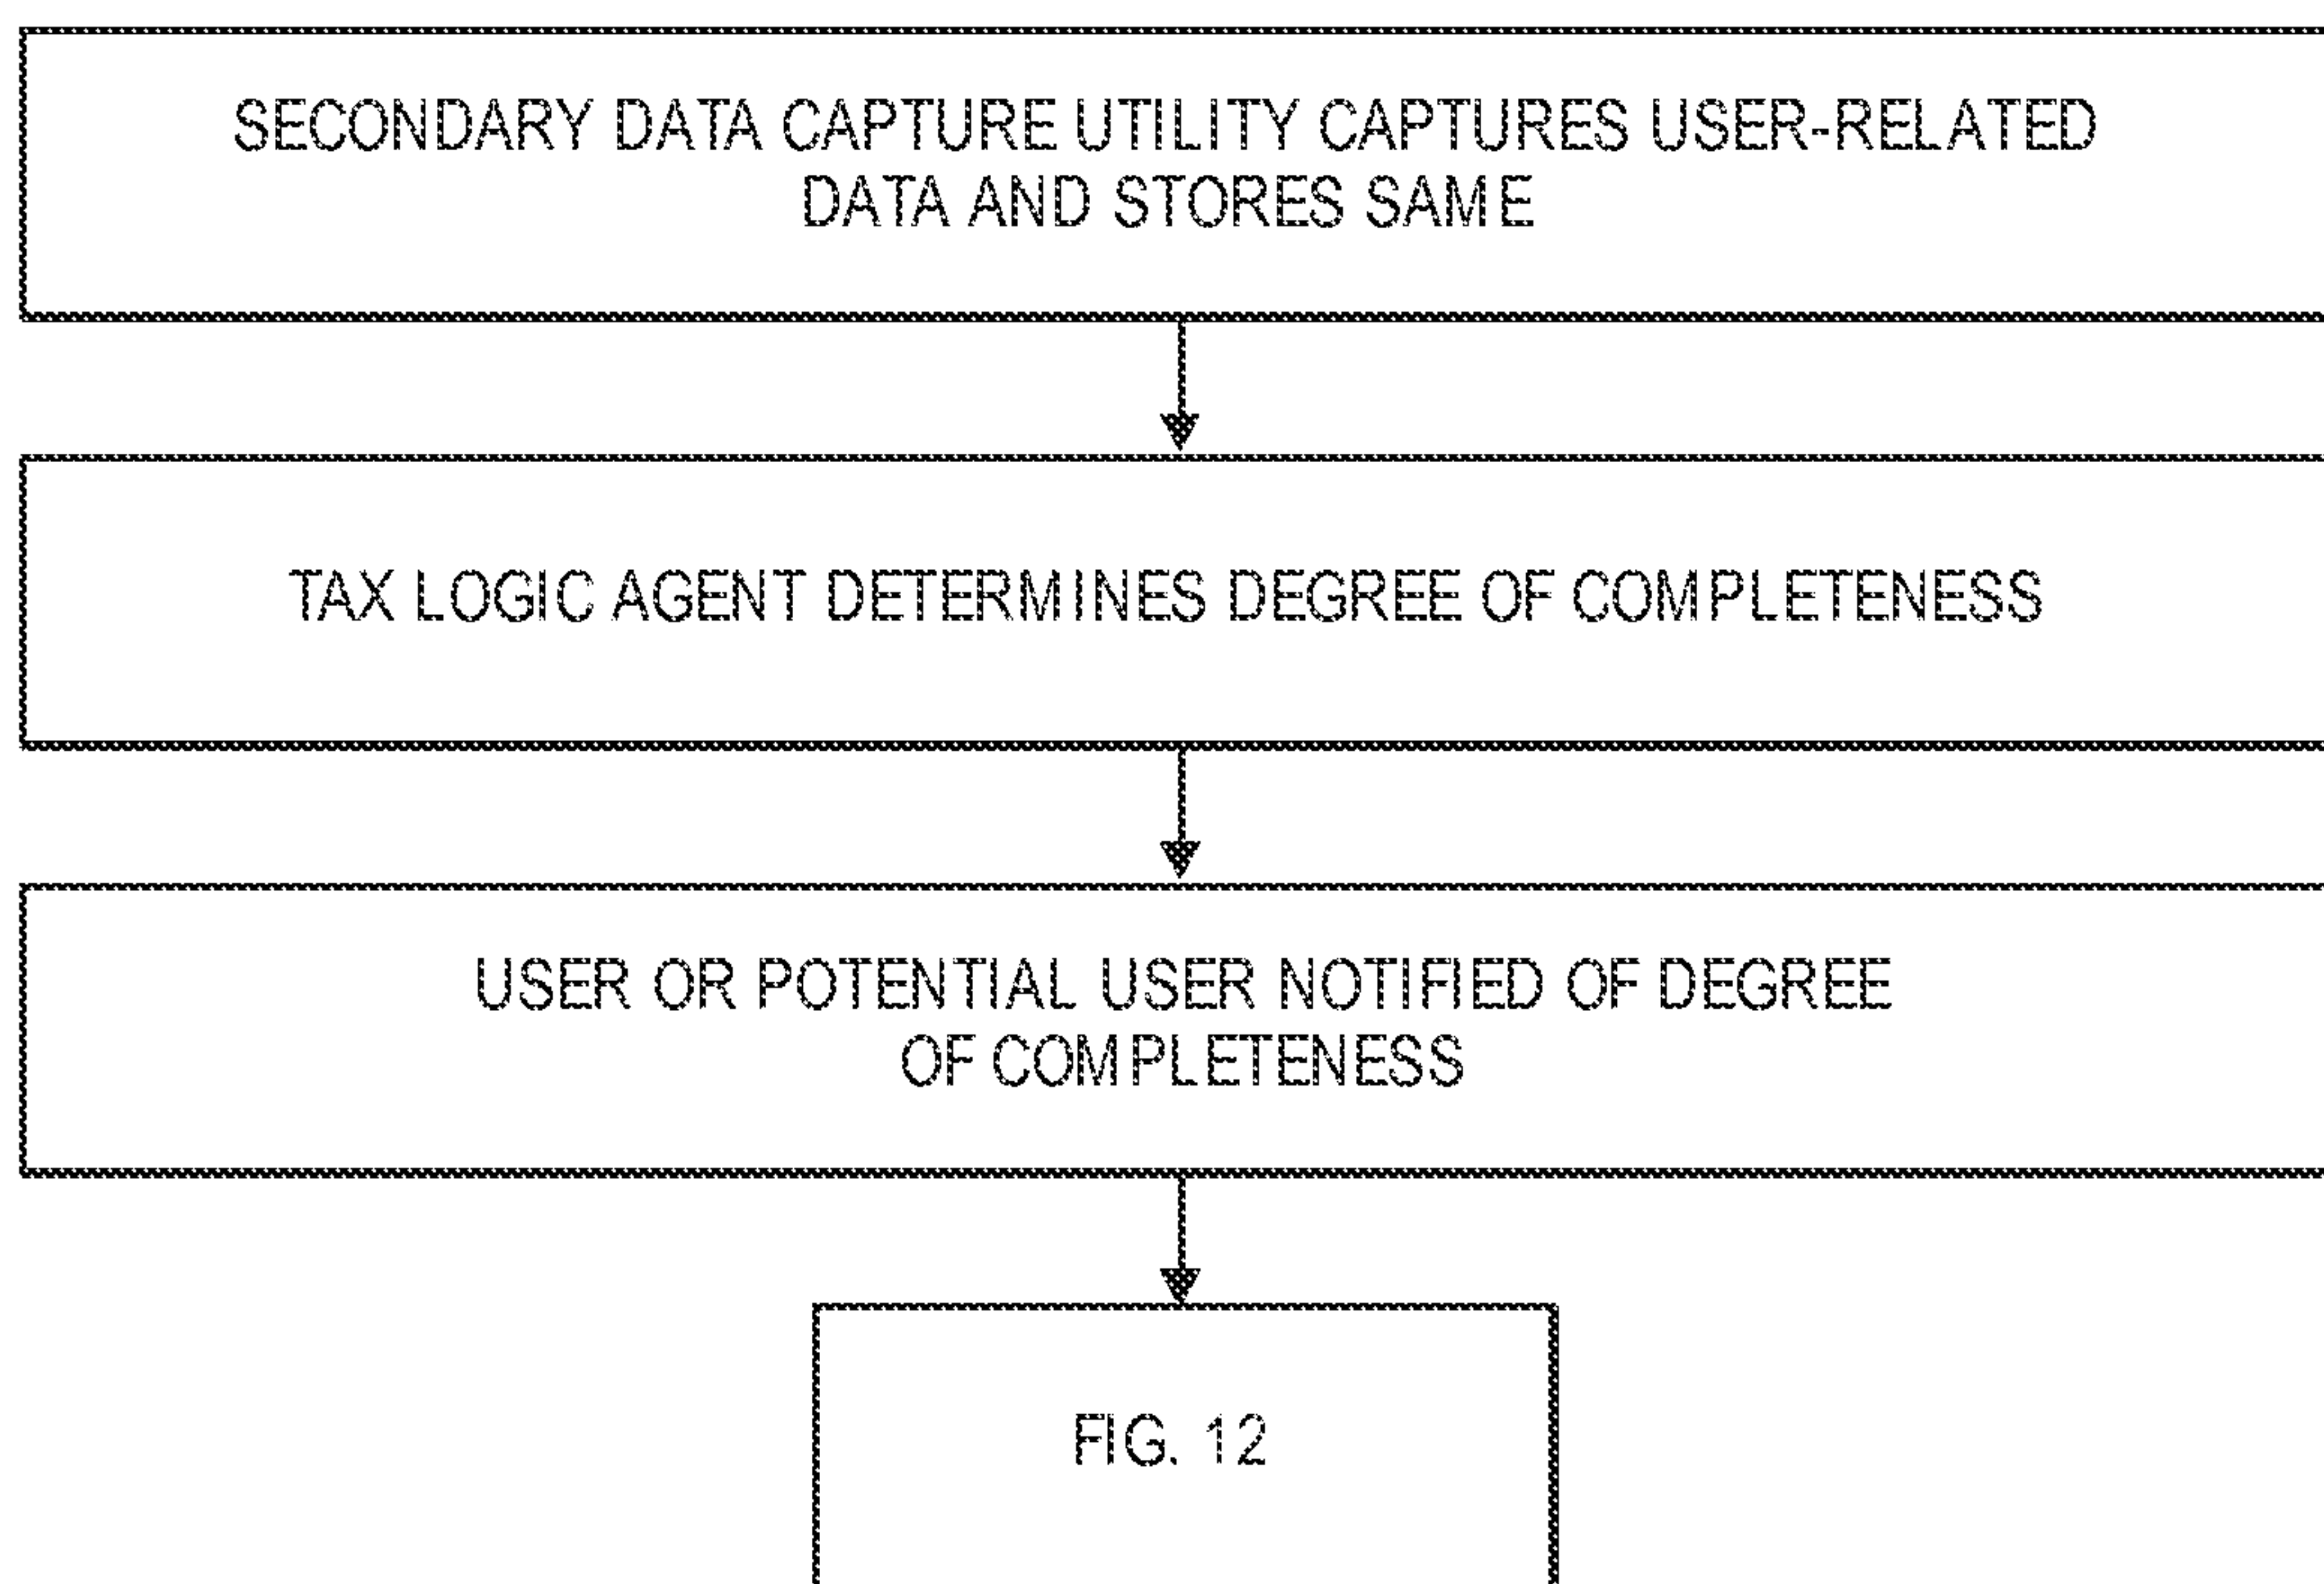 SECONDARY DATA CAPTURE UTILITY CAPTURES USER-RELATED
DATA AND STORES SAME
TAX LOGIC AGENT DETERMINES DEGREE OF COMPLETENESS
USER OR POTENTIAL USER NOTIFIED OF DEGREE
OF COMPLETENESS
FIG. 12